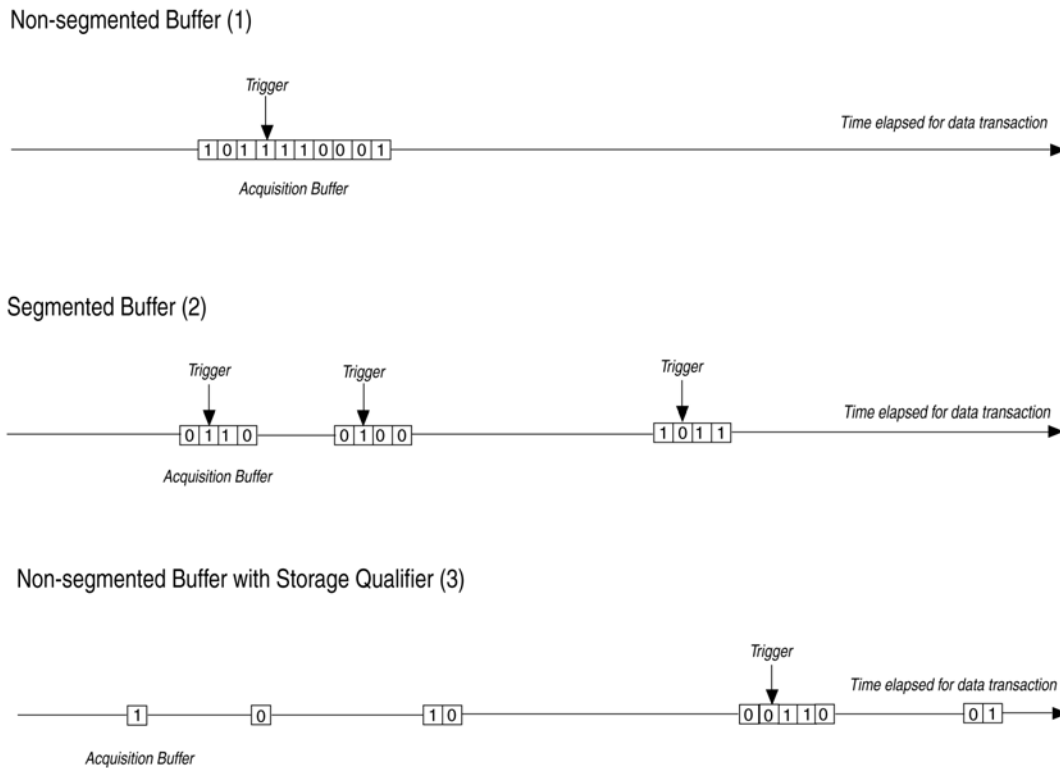 Non-segmented Buffer (1)
Trigger
Time elapsed for data transaction
1 0 1 1 1 1 0 0 0 1
Acquisition Buffer
Segmented Buffer (2)
Trigger Trigger Trigger
Time elapsed for data transaction
0 1 1 0 0 1 0 0 1 0 1 1
Acquisition Buffer
Non-segmented Buffer with Storage Qualifier (3)
Trigger
Time elapsed for data transaction
1 0 1 0 0 0 1 1 0 0 1
Acquisition Buffer